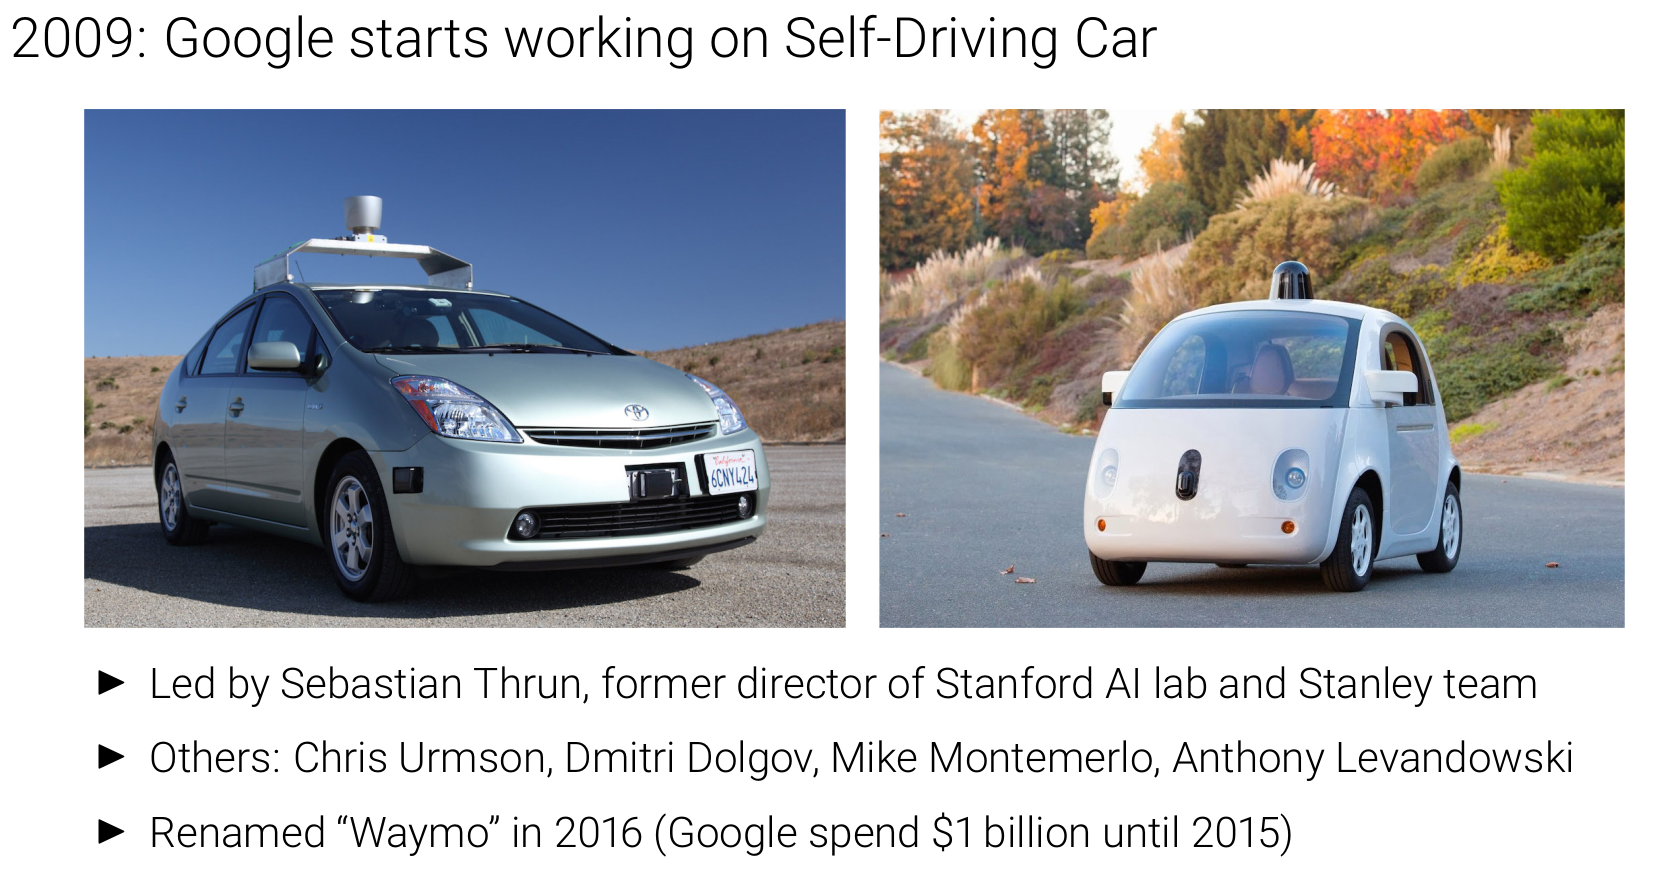 2009: Google starts working on Self-Driving Car
California
6CNY424
Led by Sebastian Thrun, former director of Stanford AI lab and Stanley team
Others: Chris Urmson, Dmitri Dolgov, Mike Montemerlo, Anthony Levandowski
Renamed “Waymo” in 2016 (Google spend $1 billion until 2015)